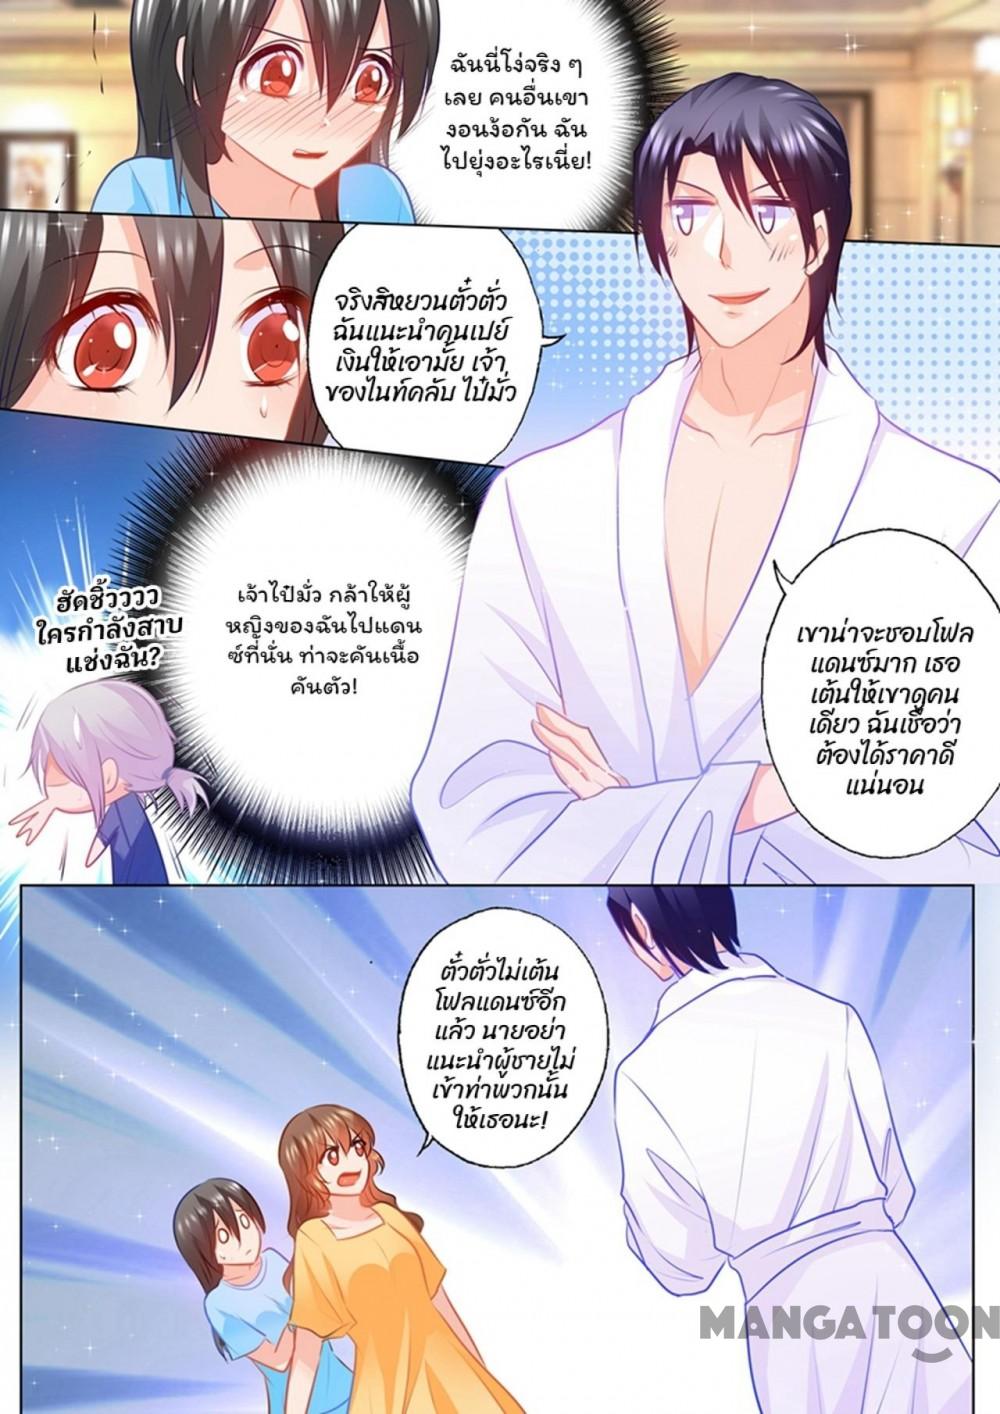 ฉันนี่โง่จริง ๆ
เลย คนอื่นเขา
งอนง้อกัน ฉัน
ไปยุ่งอะไรเนี่ย!
จริงสิหยวนตั๋วตั่ว
ฉันแนะนำคนเปย์
เงินให้เอามั้ย เจ้า
ของไนท์คลับ ไป๋มั่ว
เจ้าไป๋มั่ว กล้าให้ผู้
หญิงของฉันไปแดน
ซ์ที่นั่น ท่าจะคันเนื้อ
คันตัว!
ฮัดชิ้วววว
ใครกำลังสาบ
แช่งฉัน?
เขาน่าจะชอบโฟล
แดนซ์มาก เธอ
เต้นให้เขาดูคน
เดียว ฉันเชื่อว่า
ต้องได้ราคาดี
แน่นอน
ตั๋วตั่วไม่เต้น
โฟลแดนซ์อีก
แล้ว นายอย่า
แนะนำผู้ชายไม่
เข้าท่าพวกนั้น
ให้เธอนะ!
MANGATOON